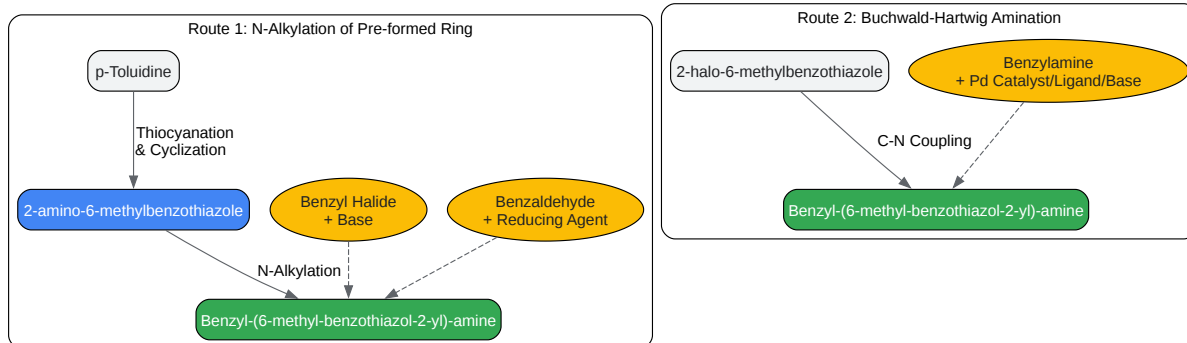 Route 1: N-Alkylation of Pre-formed Ring
p-Toluidine
Thiocyanation
& Cyclization
2-amino-6-methylbenzothiazole
Benzyl Halide
+ Base
Benzaldehyde
+ Reducing Agent
N-Alkylation
Benzyl-(6-methyl-benzothiazol-2-yl)-amine
Route 2: Buchwald-Hartwig Amination
2-halo-6-methylbenzothiazole
Benzylamine
+ Pd Catalyst/Ligand/Base
C-N Coupling
Benzyl-(6-methyl-benzothiazol-2-yl)-amine